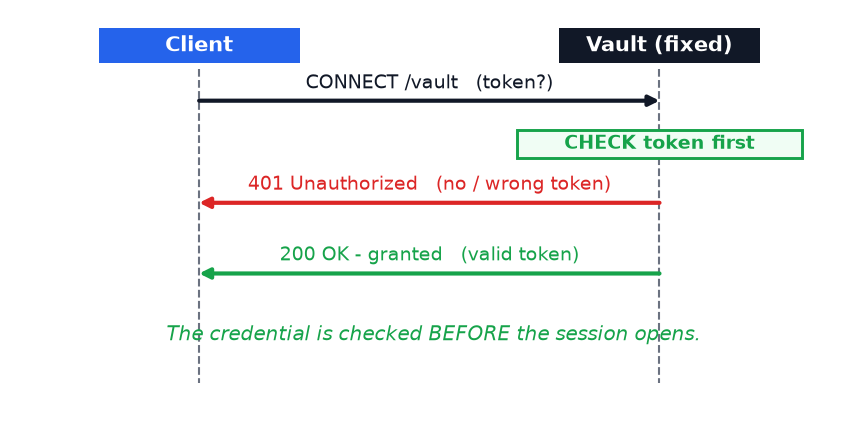 Client
Vault (fixed)
CONNECT /vault (token?)
CHECK token first
401 Unauthorized (no / wrong token)
200 OK - granted (valid token)
The credential is checked BEFORE the session opens.